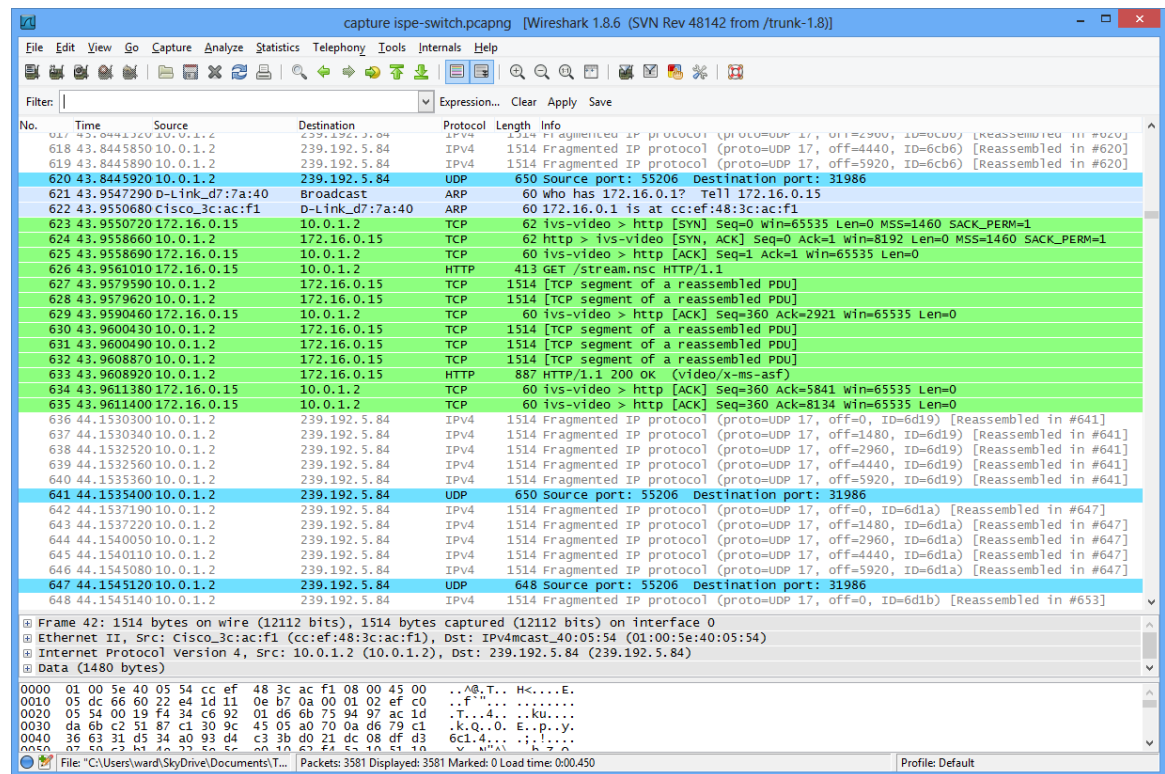 capture ispe-switch.pcapng [Wireshark 1.8.6 (SVN Rev 48142 from /trunk-1.8)]
File Edit View Go Capture Analyze Statistics Telephony Tools Internals Help
Filter: Expression... Clear Apply Save
No. Time Source Destination Protocol Length Info
617 43.8441520 10.0.1.2 239.192.5.84 IPv4 1514 Fragmented IP protocol (proto=UDP 17, off=2960, ID=6cb6) [Reassembled in #620]
618 43.8445850 10.0.1.2 239.192.5.84 IPv4 1514 Fragmented IP protocol (proto=UDP 17, off=4440, ID=6cb6) [Reassembled in #620]
619 43.8445890 10.0.1.2 239.192.5.84 IPv4 1514 Fragmented IP protocol (proto=UDP 17, off=5920, ID=6cb6) [Reassembled in #620]
620 43.8445920 10.0.1.2 239.192.5.84 UDP 650 Source port: 55206 Destination port: 31986
621 43.9547290 D-Link_d7:7a:40 Broadcast ARP 60 Who has 172.16.0.1? Tell 172.16.0.15
622 43.9550680 Cisco_3c:ac:f1 D-Link_d7:7a:40 ARP 60 172.16.0.1 is at cc:ef:48:3c:ac:f1
623 43.9550720 172.16.0.15 10.0.1.2 TCP 62 ivs-video > http [SYN] Seq=0 Win=65535 Len=0 MSS=1460 SACK_PERM=1
624 43.9558660 10.0.1.2 172.16.0.15 TCP 62 http > ivs-video [SYN, ACK] Seq=0 Ack=1 Win=8192 Len=0 MSS=1460 SACK_PERM=1
625 43.9558690 172.16.0.15 10.0.1.2 TCP 60 ivs-video > http [ACK] Seq=1 Ack=1 Win=65535 Len=0
626 43.9561010 172.16.0.15 10.0.1.2 HTTP 413 GET /stream.nsc HTTP/1.1
627 43.9579590 10.0.1.2 172.16.0.15 TCP 1514 [TCP segment of a reassembled PDU]
628 43.9579620 10.0.1.2 172.16.0.15 TCP 1514 [TCP segment of a reassembled PDU]
629 43.9590460 172.16.0.15 10.0.1.2 TCP 60 ivs-video > http [ACK] Seq=360 Ack=2921 Win=65535 Len=0
630 43.9600430 10.0.1.2 172.16.0.15 TCP 1514 [TCP segment of a reassembled PDU]
631 43.9600490 10.0.1.2 172.16.0.15 TCP 1514 [TCP segment of a reassembled PDU]
632 43.9608870 10.0.1.2 172.16.0.15 TCP 1514 [TCP segment of a reassembled PDU]
633 43.9608920 10.0.1.2 172.16.0.15 HTTP 887 HTTP/1.1 200 OK (video/x-ms-asf)
634 43.9611380 172.16.0.15 10.0.1.2 TCP 60 ivs-video > http [ACK] Seq=360 Ack=5841 Win=65535 Len=0
635 43.9611400 172.16.0.15 10.0.1.2 TCP 60 ivs-video > http [ACK] Seq=360 Ack=8134 Win=65535 Len=0
636 44.1530300 10.0.1.2 239.192.5.84 IPv4 1514 Fragmented IP protocol (proto=UDP 17, off=0, ID=6d19) [Reassembled in #641]
637 44.1530340 10.0.1.2 239.192.5.84 IPv4 1514 Fragmented IP protocol (proto=UDP 17, off=1480, ID=6d19) [Reassembled in #641]
638 44.1532520 10.0.1.2 239.192.5.84 IPv4 1514 Fragmented IP protocol (proto=UDP 17, off=2960, ID=6d19) [Reassembled in #641]
639 44.1532560 10.0.1.2 239.192.5.84 IPv4 1514 Fragmented IP protocol (proto=UDP 17, off=4440, ID=6d19) [Reassembled in #641]
640 44.1535360 10.0.1.2 239.192.5.84 IPv4 1514 Fragmented IP protocol (proto=UDP 17, off=5920, ID=6d19) [Reassembled in #641]
641 44.1535400 10.0.1.2 239.192.5.84 UDP 650 Source port: 55206 Destination port: 31986
642 44.1537190 10.0.1.2 239.192.5.84 IPv4 1514 Fragmented IP protocol (proto=UDP 17, off=0, ID=6d1a) [Reassembled in #647]
643 44.1537220 10.0.1.2 239.192.5.84 IPv4 1514 Fragmented IP protocol (proto=UDP 17, off=1480, ID=6d1a) [Reassembled in #647]
644 44.1540050 10.0.1.2 239.192.5.84 IPv4 1514 Fragmented IP protocol (proto=UDP 17, off=2960, ID=6d1a) [Reassembled in #647]
645 44.1540110 10.0.1.2 239.192.5.84 IPv4 1514 Fragmented IP protocol (proto=UDP 17, off=4440, ID=6d1a) [Reassembled in #647]
646 44.1545080 10.0.1.2 239.192.5.84 IPv4 1514 Fragmented IP protocol (proto=UDP 17, off=5920, ID=6d1a) [Reassembled in #647]
647 44.1545120 10.0.1.2 239.192.5.84 UDP 648 Source port: 55206 Destination port: 31986
648 44.1545140 10.0.1.2 239.192.5.84 IPv4 1514 Fragmented IP protocol (proto=UDP 17, off=0, ID=6d1b) [Reassembled in #653]
Frame 42: 1514 bytes on wire (12112 bits), 1514 bytes captured (12112 bits) on interface 0
Ethernet II, Src: Cisco_3c:ac:f1 (cc:ef:48:3c:ac:f1), Dst: IPv4mcast_40:05:54 (01:00:5e:40:05:54)
Internet Protocol Version 4, Src: 10.0.1.2 (10.0.1.2), Dst: 239.192.5.84 (239.192.5.84)
Data (1480 bytes)
0000 01 00 5e 40 05 54 cc ef 48 3c ac f1 08 00 45 00 ..^@.T.. H<....E.
0010 05 dc 66 60 22 e4 1d 11 0e b7 0a 00 01 02 ef c0 ..f`"... ........
0020 05 54 00 19 f4 34 c6 92 01 d6 6b 75 94 97 ac 1d .T...4.. ..ku....
0030 da 6b c2 51 87 c1 30 9c 45 05 a0 70 0a d6 79 c1 .k.Q..0. E..p..y.
0040 36 63 31 d5 34 a0 93 d4 c3 3b d0 21 dc 08 df d3 6c1.4... .;.!....
File: "C:\Users\ward\SkyDrive\Documents\T... Packets: 3581 Displayed: 3581 Marked: 0 Load time: 0:00.450 Profile: Default